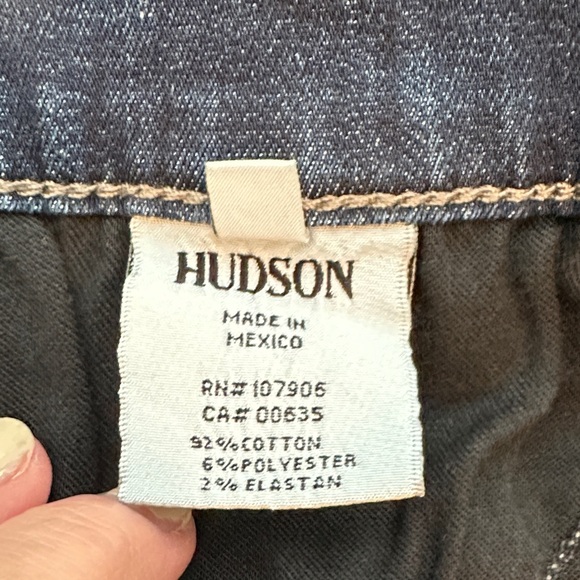 HUDSON
MADE IN
MEXICO
RN# 107906
CA# 00635
92% COTTON
6% POLYESTER
2% ELASTAN